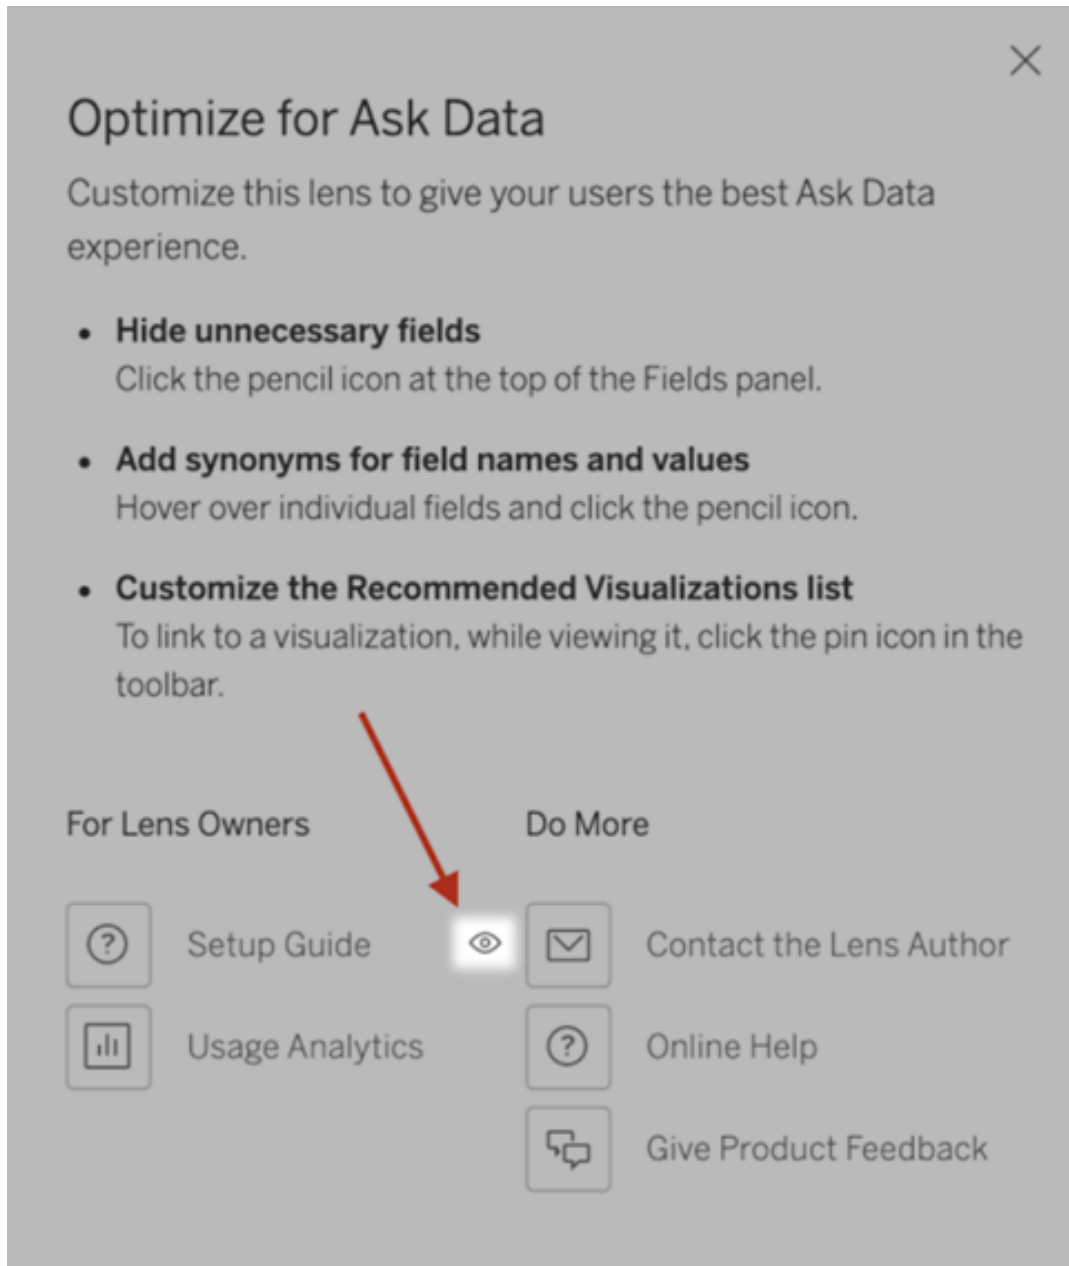 Optimize for Ask Data
Customize this lens to give your users the best Ask Data
experience.
• Hide unnecessary fields
Click the pencil icon at the top of the Fields panel.
• Add synonyms for field names and values
Hover over individual fields and click the pencil icon.
• Customize the Recommended Visualizations list
To link to a visualization, while viewing it, click the pin icon in the
toolbar.
For Lens Owners
Setup Guide
Usage Analytics
Do More
Contact the Lens Author
Online Help
Give Product Feedback